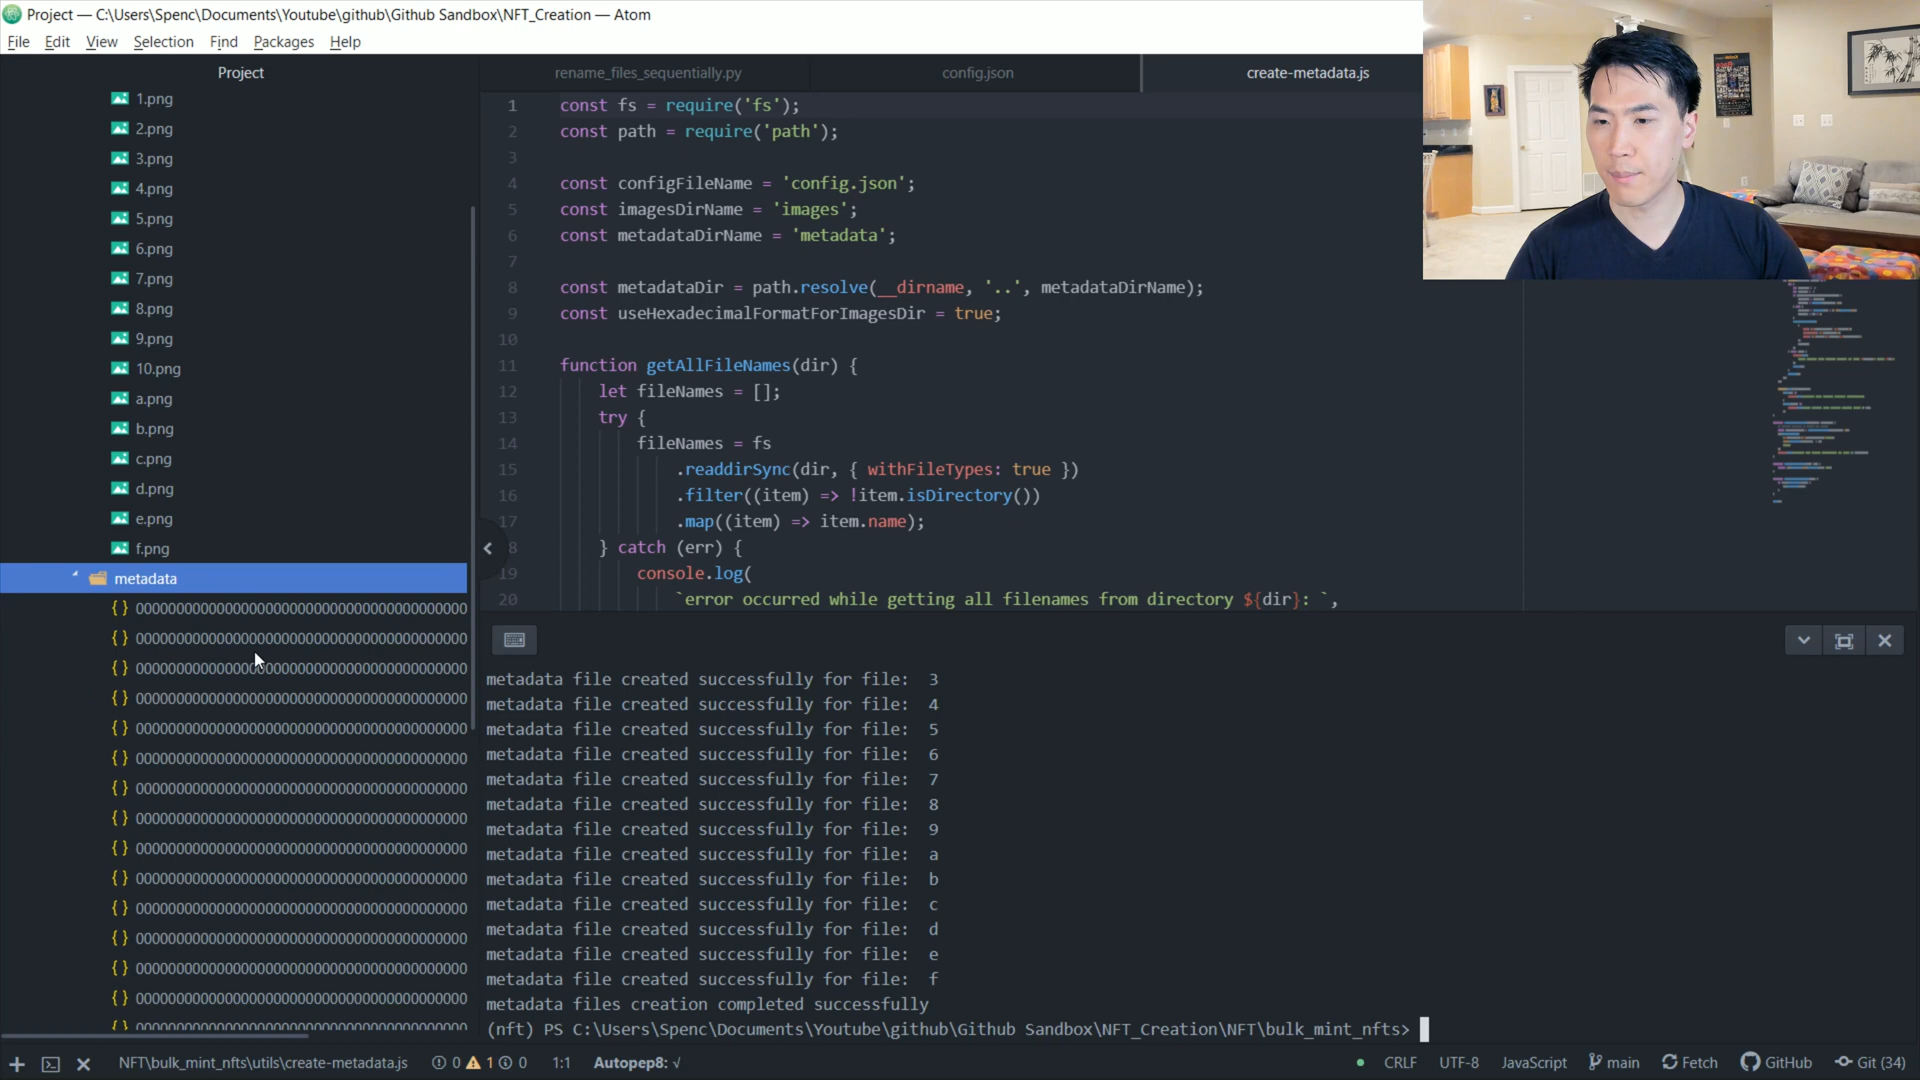 Project — C:\Users\Spenc\Documents\Youtube\github\Github Sandbox\NFT_Creation — Atom
File Edit View Selection Find Packages Help
Project
1.png
2.png
3.png
4.png
5.png
6.png
7.png
8.png
9.png
10.png
a.png
b.png
c.png
d.png
e.png
f.png
metadata
rename_files_sequentially.py config.json create-metadata.js
1 const fs = require('fs');
2 const path = require('path');
3
4 const configFileName = 'config.json';
5 const imagesDirName = 'images';
6 const metadataDirName = 'metadata';
7
8 const metadataDir = path.resolve(__dirname, '..', metadataDirName);
9 const useHexadecimalFormatForImagesDir = true;
10
11 function getAllFileNames(dir) {
12 let fileNames = [];
13 try {
14 fileNames = fs
15 .readdirSync(dir, { withFileTypes: true })
16 .filter((item) => !item.isDirectory())
17 .map((item) => item.name);
8 } catch (err) {
19 console.log(
20 `error occurred while getting all filenames from directory ${dir}: `,
metadata file created successfully for file: 3
metadata file created successfully for file: 4
metadata file created successfully for file: 5
metadata file created successfully for file: 6
metadata file created successfully for file: 7
metadata file created successfully for file: 8
metadata file created successfully for file: 9
metadata file created successfully for file: a
metadata file created successfully for file: b
metadata file created successfully for file: c
metadata file created successfully for file: d
metadata file created successfully for file: e
metadata file created successfully for file: f
metadata files creation completed successfully
(nft) PS C:\Users\Spenc\Documents\Youtube\github\Github Sandbox\NFT_Creation\NFT\bulk_mint_nfts>
NFT\bulk_mint_nfts\utils\create-metadata.js 0 1 0 1:1 Autopep8: √ CRLF UTF-8 JavaScript main Fetch GitHub Git (34)